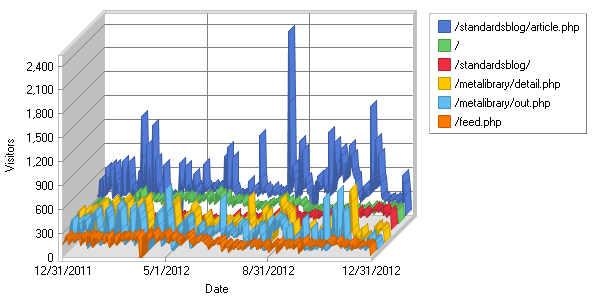 /standardsblog/article.php
/
/standardsblog/
/metalibrary/detail.php
/metalibrary/out.php
/feed.php
2,400
2,100
1,800
1,500
1,200
900
600
300
0
Visitors
12/31/2011 5/1/2012 8/31/2012 12/31/2012
Date